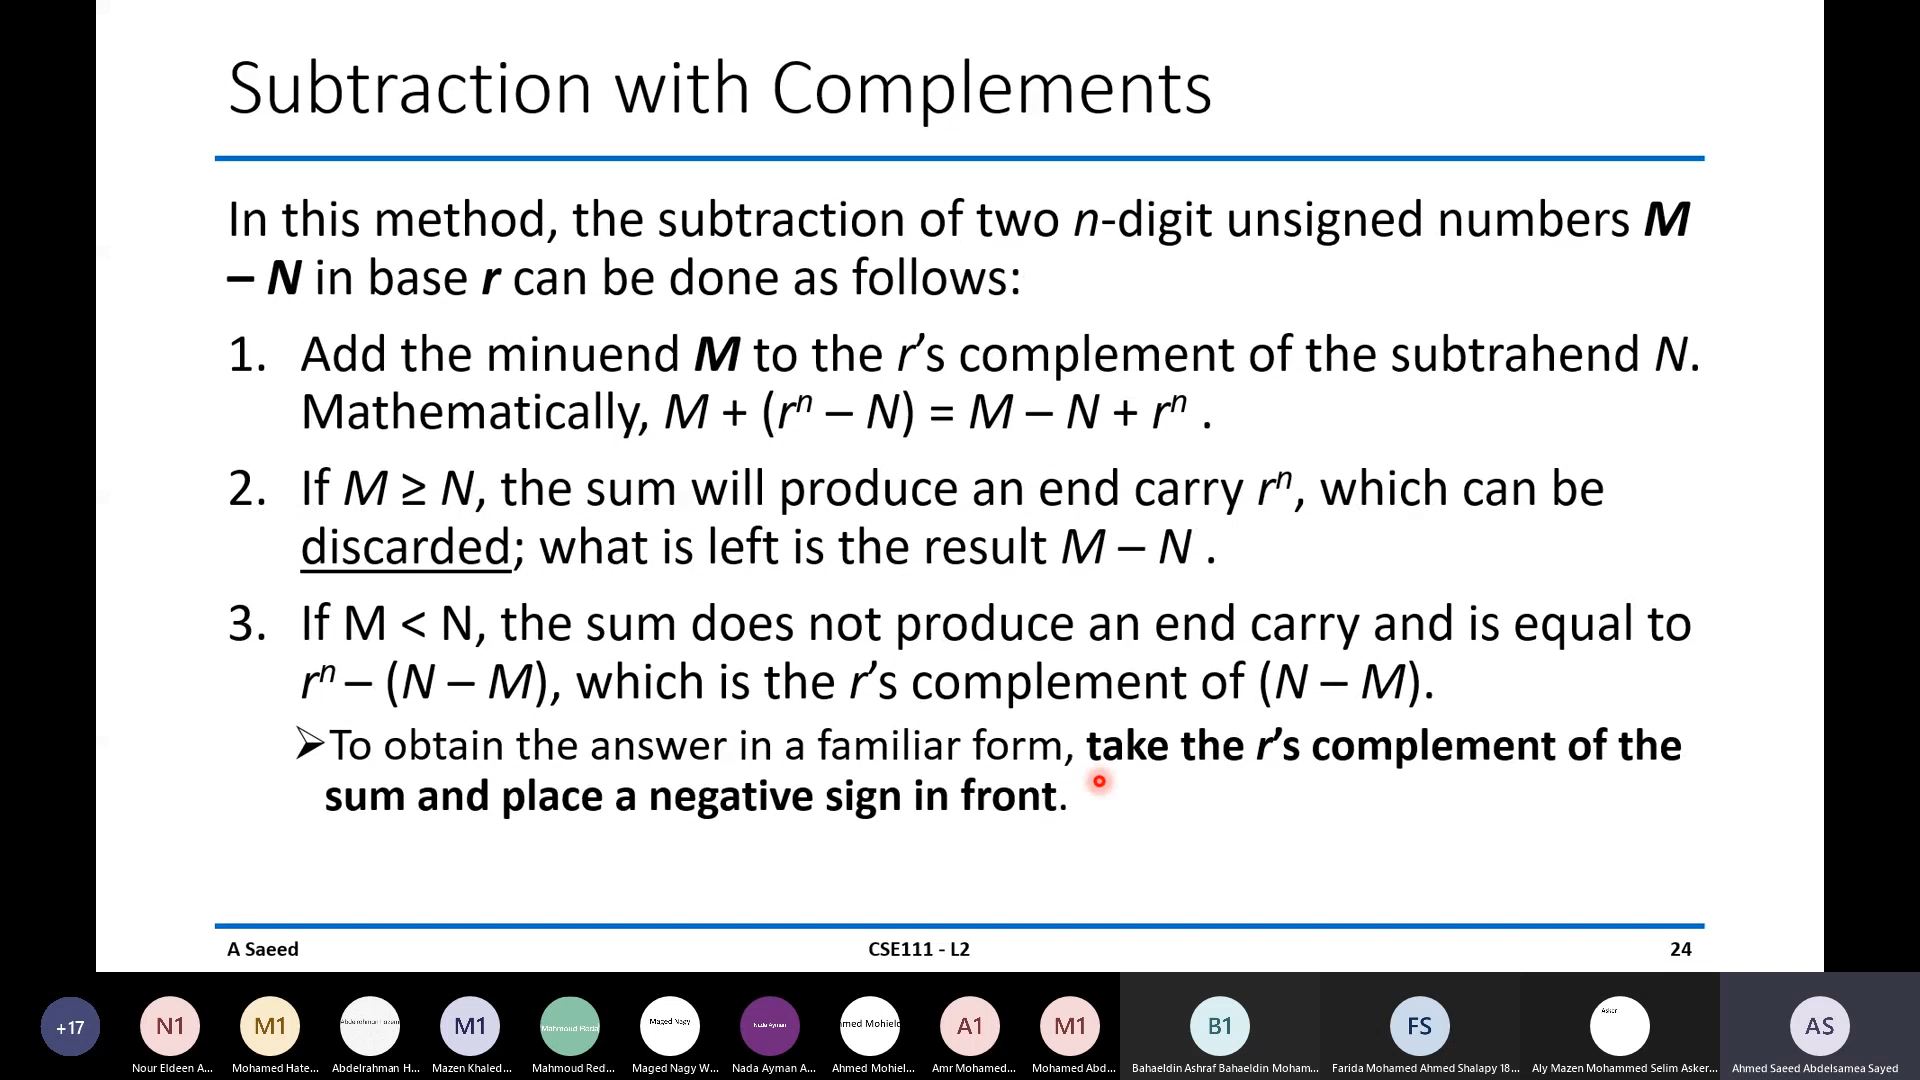 Subtraction with Complements
In this method, the subtraction of two n-digit unsigned numbers M
– N in base r can be done as follows:
1. Add the minuend M to the r’s complement of the subtrahend N.
Mathematically, M + (rⁿ – N) = M – N + rⁿ .
2. If M ≥ N, the sum will produce an end carry rⁿ, which can be
discarded; what is left is the result M – N .
3. If M < N, the sum does not produce an end carry and is equal to
rⁿ – (N – M), which is the r’s complement of (N – M).
➢To obtain the answer in a familiar form, take the r’s complement of the
sum and place a negative sign in front.
A Saeed CSE111 - L2 24
+17 N1 M1 M1 Mahmoud Reda Maged Nagy Nada Ayman A1 M1 B1 FS Asker AS
Nour Eldeen A... Mohamed Hate... Abdelrahman H... Mazen Khaled... Mahmoud Red... Maged Nagy W... Nada Ayman A... Ahmed Mohiel... Amr Mohamed... Mohamed Abd... Bahaeldin Ashraf Bahaeldin Moham... Farida Mohamed Ahmed Shalapy 18... Aly Mazen Mohammed Selim Asker... Ahmed Saeed Abdelsamea Sayed